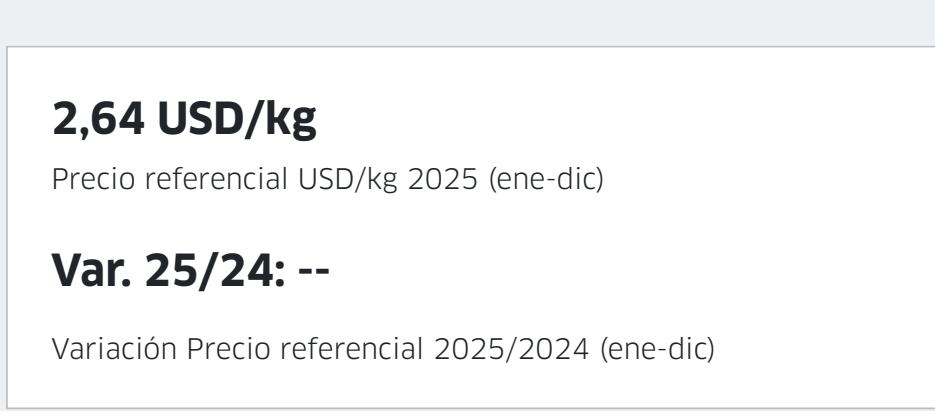 2,64 USD/kg
Precio referencial USD/kg 2025 (ene-dic)
Var. 25/24: --
Variación Precio referencial 2025/2024 (ene-dic)